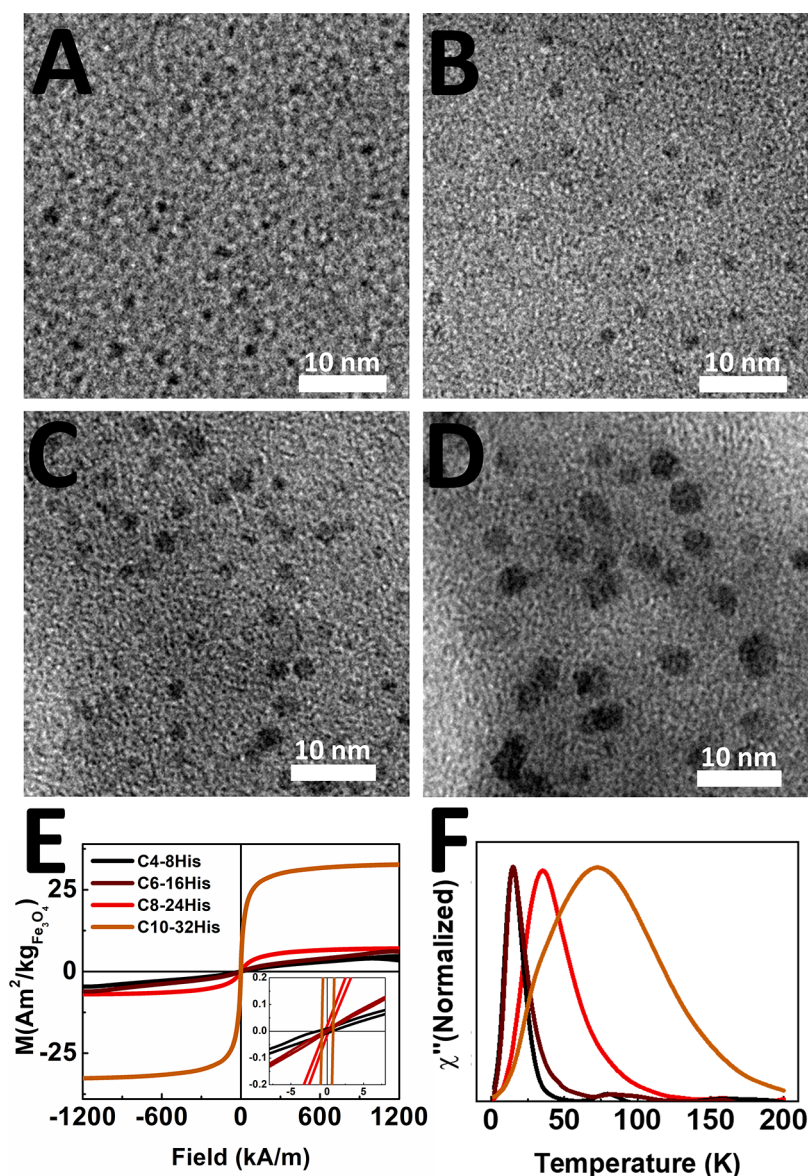 A
B
10 nm
10 nm
C
D
10 nm
10 nm
E
F
C4-8His
C6-16His
C8-24His
C10-32His
25
0
-25
M(Am²/kg Fe₃O₄)
0.2
0.1
0.0
-0.1
-0.2
-5 0 5
-1200 -600 0 600 1200
Field (kA/m)
χ''(Normalized)
0 50 100 150 200
Temperature (K)